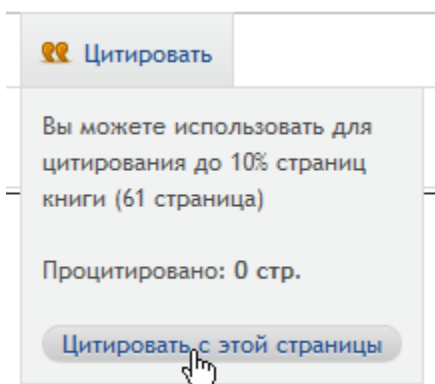 Цитировать
Вы можете использовать для
цитирования до 10% страниц
книги (61 страница)
Процитировано: 0 стр.
Цитировать с этой страницы